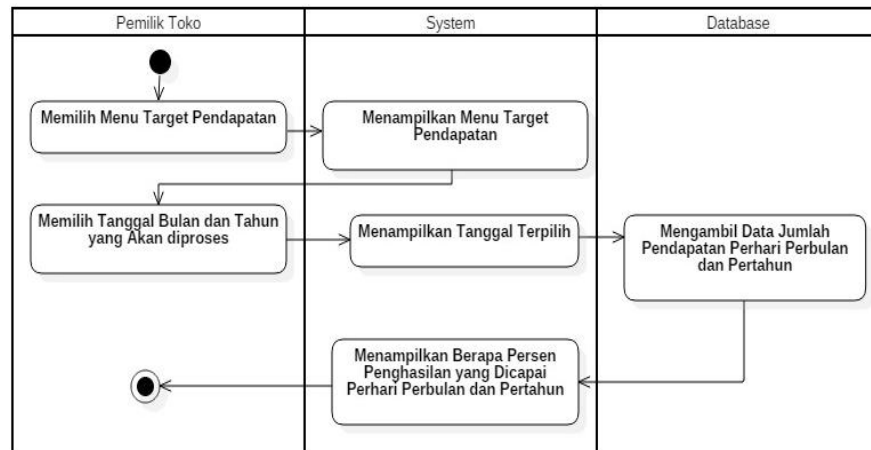 Pemilik Toko
System
Database
Memilih Menu Target Pendapatan
Menampilkan Menu Target
Pendapatan
Memilih Tanggal Bulan dan Tahun
yang Akan diproses
Menampilkan Tanggal Terpilih
Mengambil Data Jumlah
Pendapatan Perhari Perbulan
dan Pertahun
Menampilkan Berapa Persen
Penghasilan yang Dicapai
Perhari Perbulan dan Pertahun